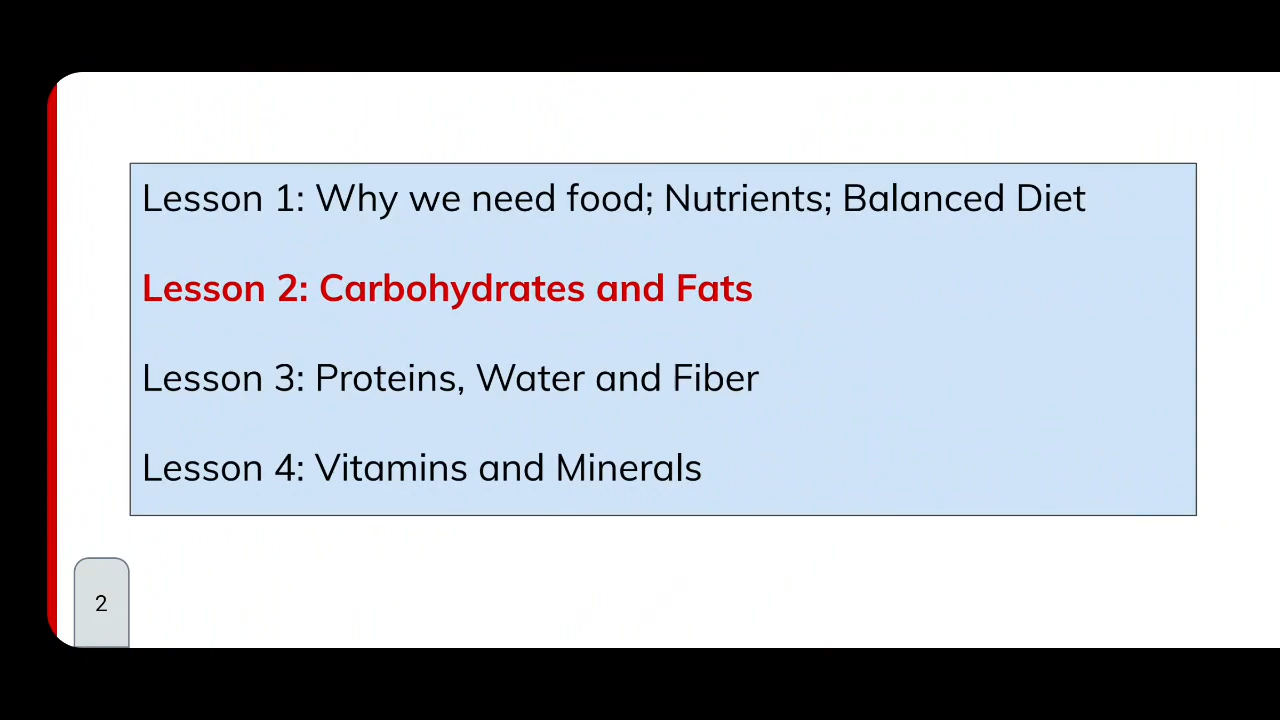 Lesson 1: Why we need food; Nutrients; Balanced Diet
Lesson 2: Carbohydrates and Fats
Lesson 3: Proteins, Water and Fiber
Lesson 4: Vitamins and Minerals
2